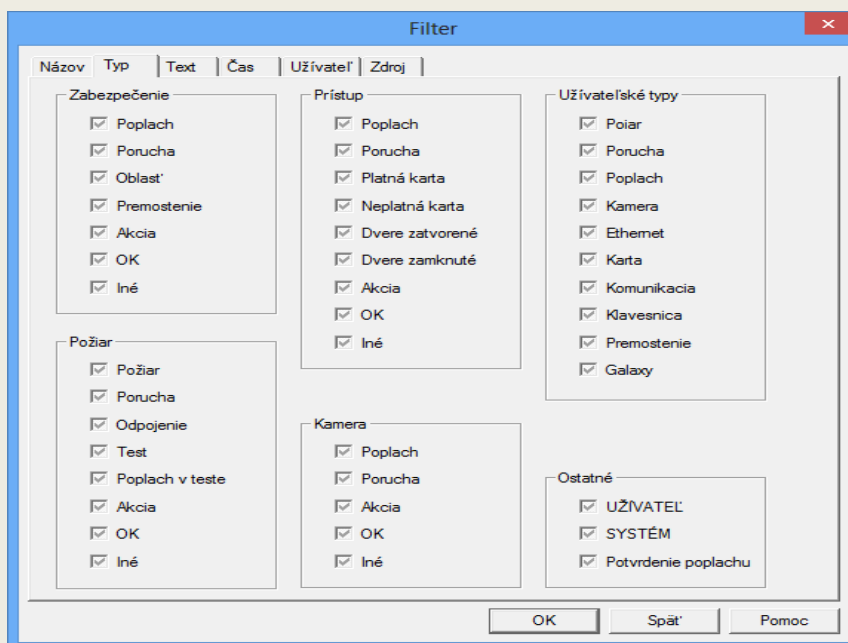 Filter
Názov Typ Text Čas Užívateľ Zdroj
Zabezpečenie
Poplach
Porucha
Oblasť
Premostenie
Akcia
OK
Iné
Požiar
Požiar
Porucha
Odpojenie
Test
Poplach v teste
Akcia
OK
Iné
Prístup
Poplach
Porucha
Platná karta
Neplatná karta
Dvere zatvorené
Dvere zamknuté
Akcia
OK
Iné
Kamera
Poplach
Porucha
Akcia
OK
Iné
Užívateľské typy
Poiar
Porucha
Poplach
Kamera
Ethernet
Karta
Komunikacia
Klavesnica
Premostenie
Galaxy
Ostatné
UŽÍVATEĽ
SYSTÉM
Potvrdenie poplachu
OK Späť Pomoc